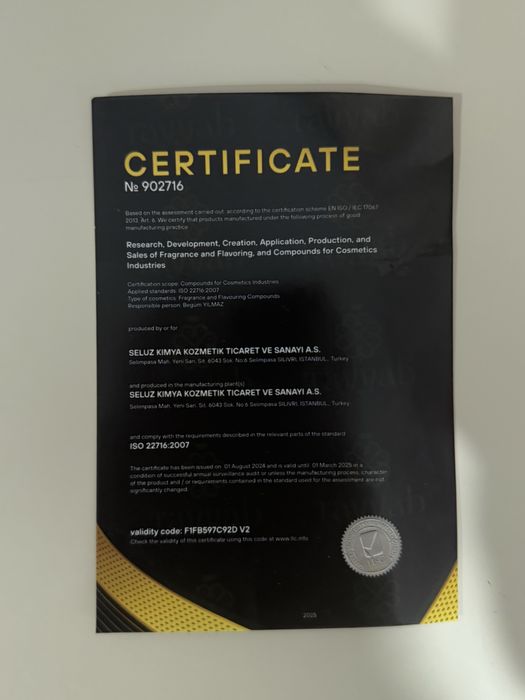 CERTIFICATE
№ 902716
Based on the assessment carried out, according to the certification scheme EN ISO / IEC 17067
2013, Art. 6. We certify that products manufactured under the following process of good
manufacturing practice
Research, Development, Creation, Application, Production, and
Sales of Fragrance and Flavoring, and Compounds for Cosmetics
Industries
Certification scope: Compounds for Cosmetics Industries
Applied standards: ISO 22716:2007
Type of cosmetics: Fragrance and Flavouring Compounds
Responsible person: Begum YILMAZ
produced by or for
SELUZ KIMYA KOZMETIK TICARET VE SANAYI A.S.
Selimpasa Mah. Yeni San. Sit. 6043 Sok. No:6 Selimpasa SILIVRI, ISTANBUL., Turkey
and produced in the manufacturing plant(s)
SELUZ KIMYA KOZMETIK TICARET VE SANAYI A.S.
Selimpasa Mah. Yeni San. Sit. 6043 Sok. No:6 Selimpasa SILIVRI, ISTANBUL., Turkey
and comply with the requirements described in the relevant parts of the standard
ISO 22716:2007
The certificate has been issued on 01 August 2024 and is valid until 01 March 2025 in a
condition of successful annual surveillance audit or unless the manufacturing process, character
of the product and / or requirements contained in the standard used for the assessment are not
significantly changed.
validity code: F1FB597C92D V2
Check the validity of this certificate using this code at www.llc.info
2025